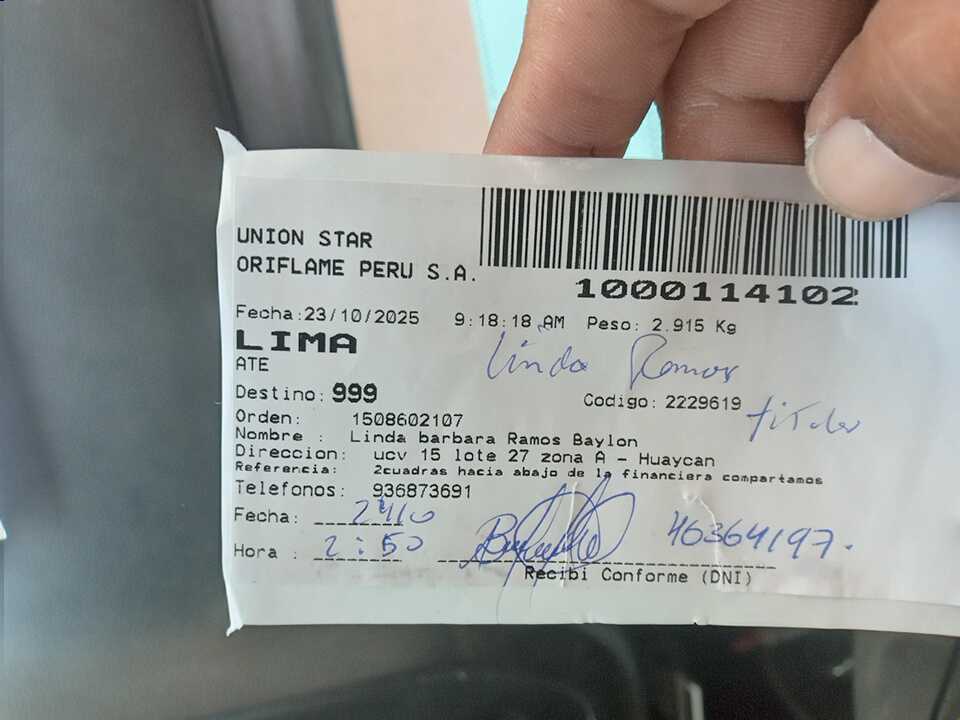 UNION STAR
ORIFLAME PERU S.A.
1000114102
Fecha:23/10/2025 9:18:18 AM Peso: 2.915 Kg
LIMA
Linda Ramos
ATE
Destino: 999
Codigo: 2229619
titular
Orden: 1508602107
Nombre : Linda barbara Ramos Baylon
Direccion: ucv 15 lote 27 zona A - Huaycan
Referencia: 2cuadras hacia abajo de la financiera compartamos
Telefonos: 936873691
Fecha: 2410
46364197.
Hora : 2:50
Recibi Conforme (DNI)